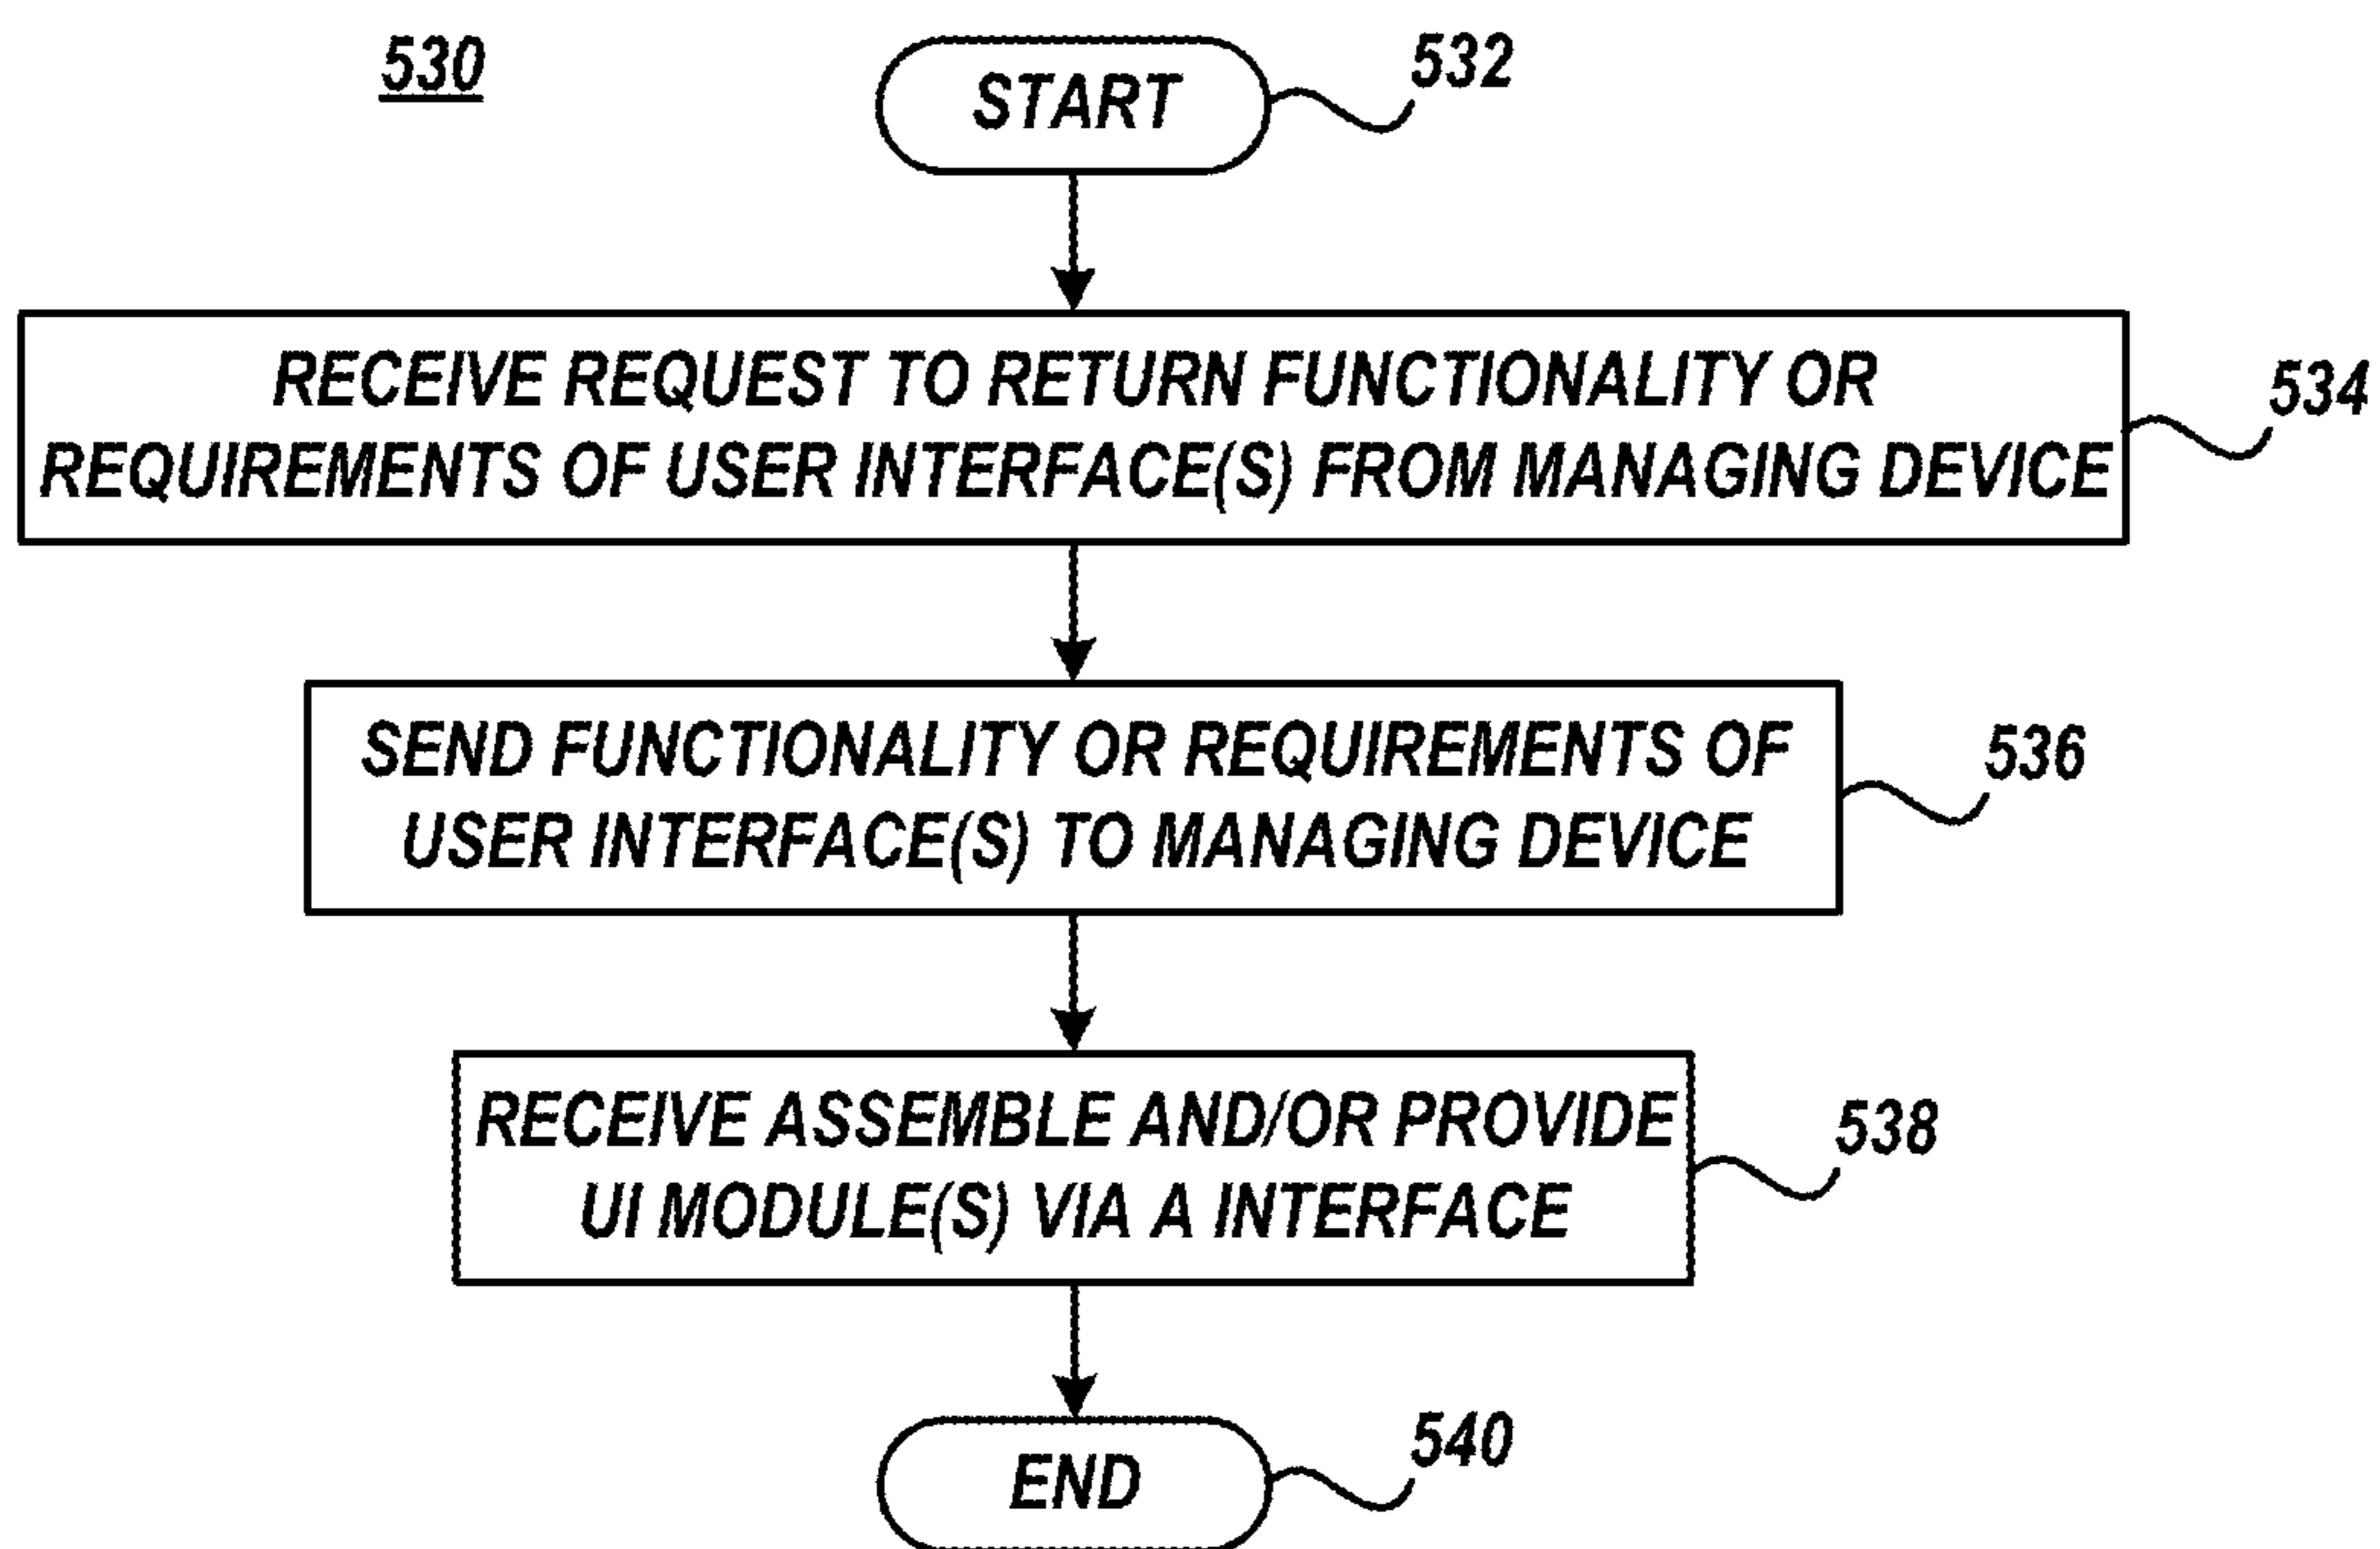 530
START
532
RECEIVE REQUEST TO RETURN FUNCTIONALITY OR
REQUIREMENTS OF USER INTERFACE(S) FROM MANAGING DEVICE
534
SEND FUNCTIONALITY OR REQUIREMENTS OF
USER INTERFACE(S) TO MANAGING DEVICE
536
RECEIVE ASSEMBLE AND/OR PROVIDE
UI MODULE(S) VIA A INTERFACE
538
END
540